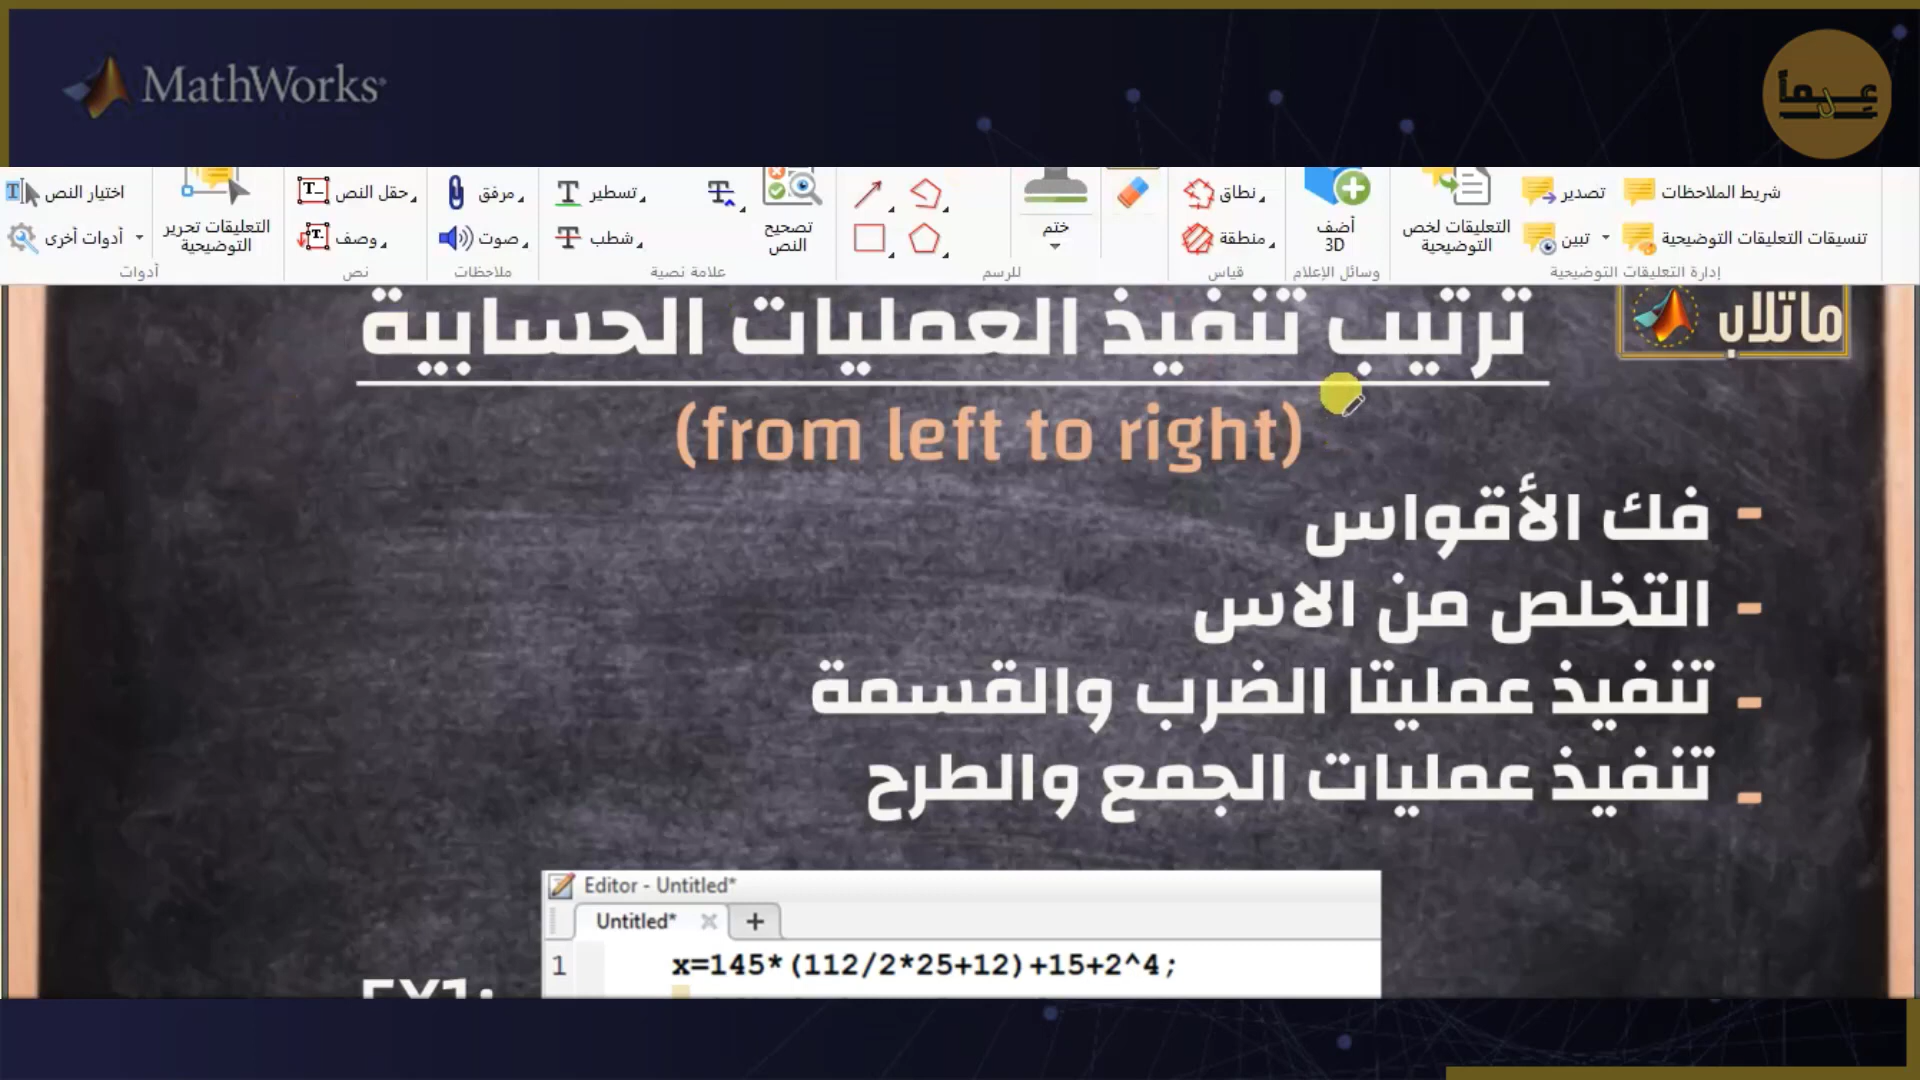 MathWorks
عِلماً
اختيار النص
أدوات أخرى
التعليقات تحرير
التوضيحية
أدوات
حقل النص
وصف
نص
مرفق
صوت
ملاحظات
تسطير
شطب
علامة نصية
تصحيح
النص
للرسم
ختم
نطاق
منطقة
قياس
أضف
3D
وسائل الإعلام
التعليقات لخص
التوضيحية
تصدير
تبين
شريط الملاحظات
تنسيقات التعليقات التوضيحية
إدارة التعليقات التوضيحية
ماتلاب
ترتيب تنفيذ العمليات الحسابية
(from left to right)
- فك الأقواس
- التخلص من الاس
- تنفيذ عمليتا الضرب والقسمة
- تنفيذ عمليات الجمع والطرح
Editor - Untitled*
Untitled* × +
1 x=145*(112/2*25+12)+15+2^4;
EX1: